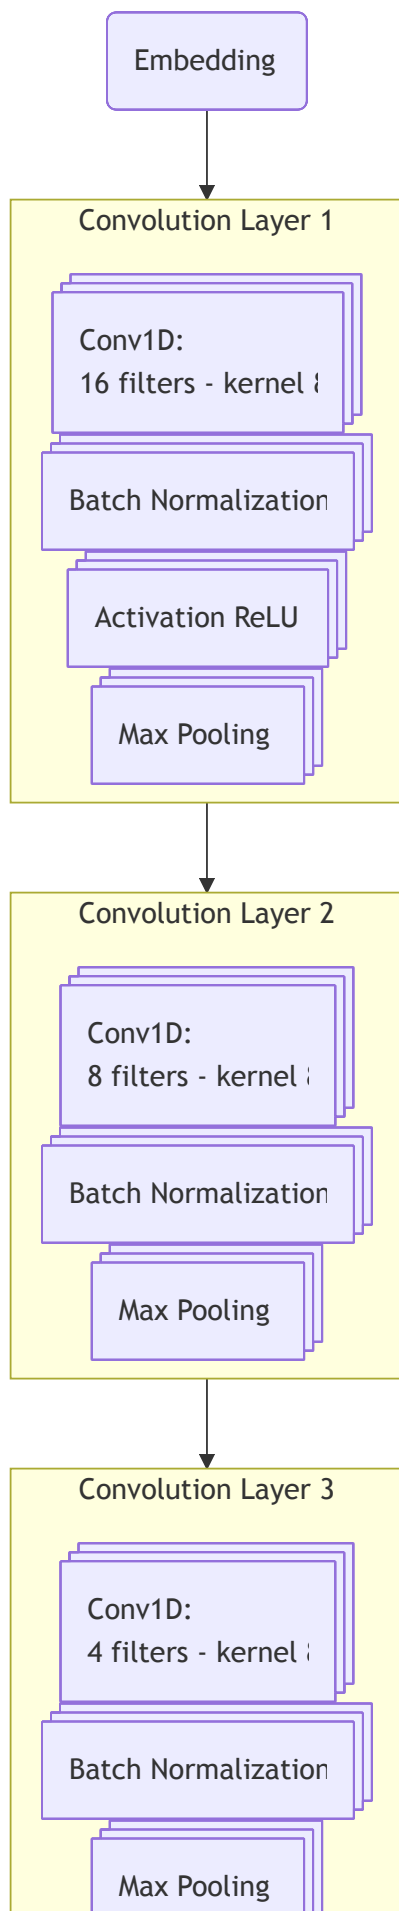 Embedding
Convolution Layer 1
Conv1D:
16 filters - kernel
Batch Normalization
Activation ReLU
Max Pooling
Convolution Layer 2
Conv1D:
8 filters - kernel
Batch Normalization
Max Pooling
Convolution Layer 3
Conv1D:
4 filters - kernel
Batch Normalization
Max Pooling